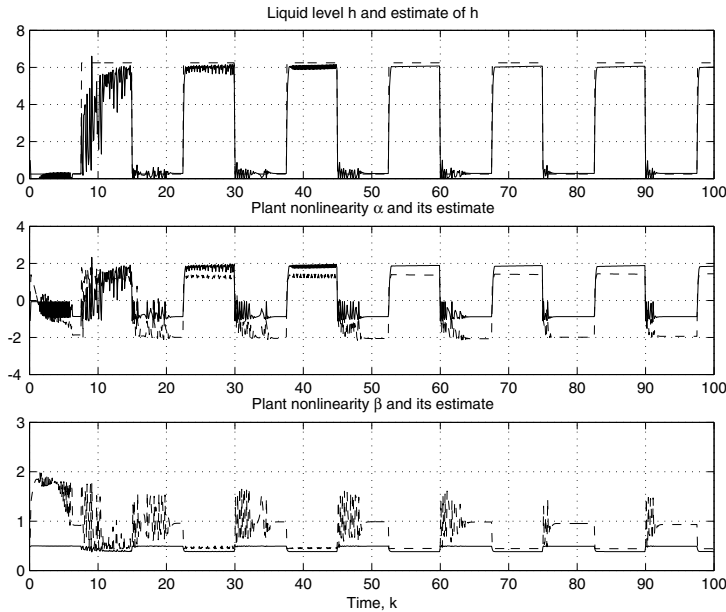 Liquid level h and estimate of h
8
6
4
2
0
0 10 20 30 40 50 60 70 80 90 100
Plant nonlinearity α and its estimate
4
2
0
-2
-4
0 10 20 30 40 50 60 70 80 90 100
Plant nonlinearity β and its estimate
3
2
1
0
0 10 20 30 40 50 60 70 80 90 100
Time, k